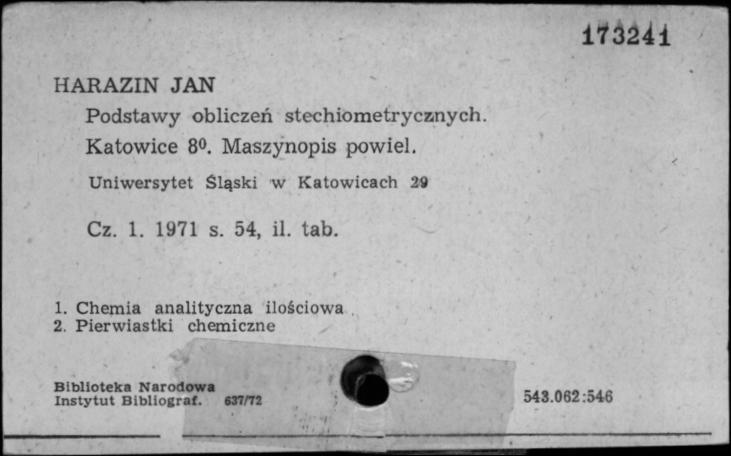 173241
HARAZIN JAN
Podstawy obliczeń stechiometrycznych.
Katowice 8⁰. Maszynopis powiel.
Uniwersytet Śląski w Katowicach 29
Cz. 1. 1971 s. 54, il. tab.
1. Chemia analityczna ilościowa
2. Pierwiastki chemiczne
Biblioteka Narodowa
Instytut Bibliograf. 637/72
543.062:546